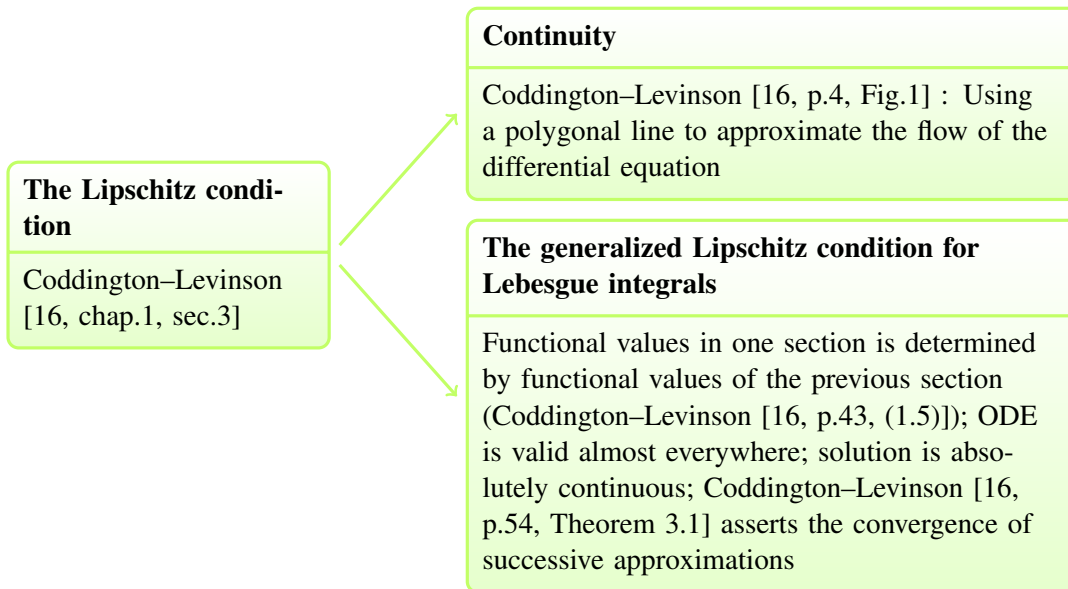 The Lipschitz condi-
tion
Coddington–Levinson
[16, chap.1, sec.3]
Continuity
Coddington–Levinson [16, p.4, Fig.1] : Using
a polygonal line to approximate the flow of the
differential equation
The generalized Lipschitz condition for
Lebesgue integrals
Functional values in one section is determined
by functional values of the previous section
(Coddington–Levinson [16, p.43, (1.5)]); ODE
is valid almost everywhere; solution is abso-
lutely continuous; Coddington–Levinson [16,
p.54, Theorem 3.1] asserts the convergence of
successive approximations